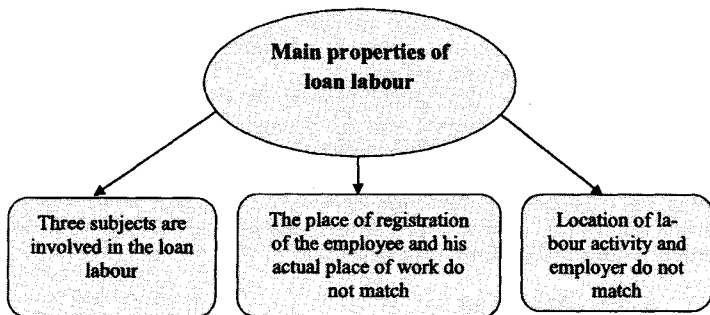 Main properties of
loan labour
Three subjects are
involved in the loan
labour
The place of registration
of the employee and his
actual place of work do
not match
Location of la-
bour activity and
employer do not
match